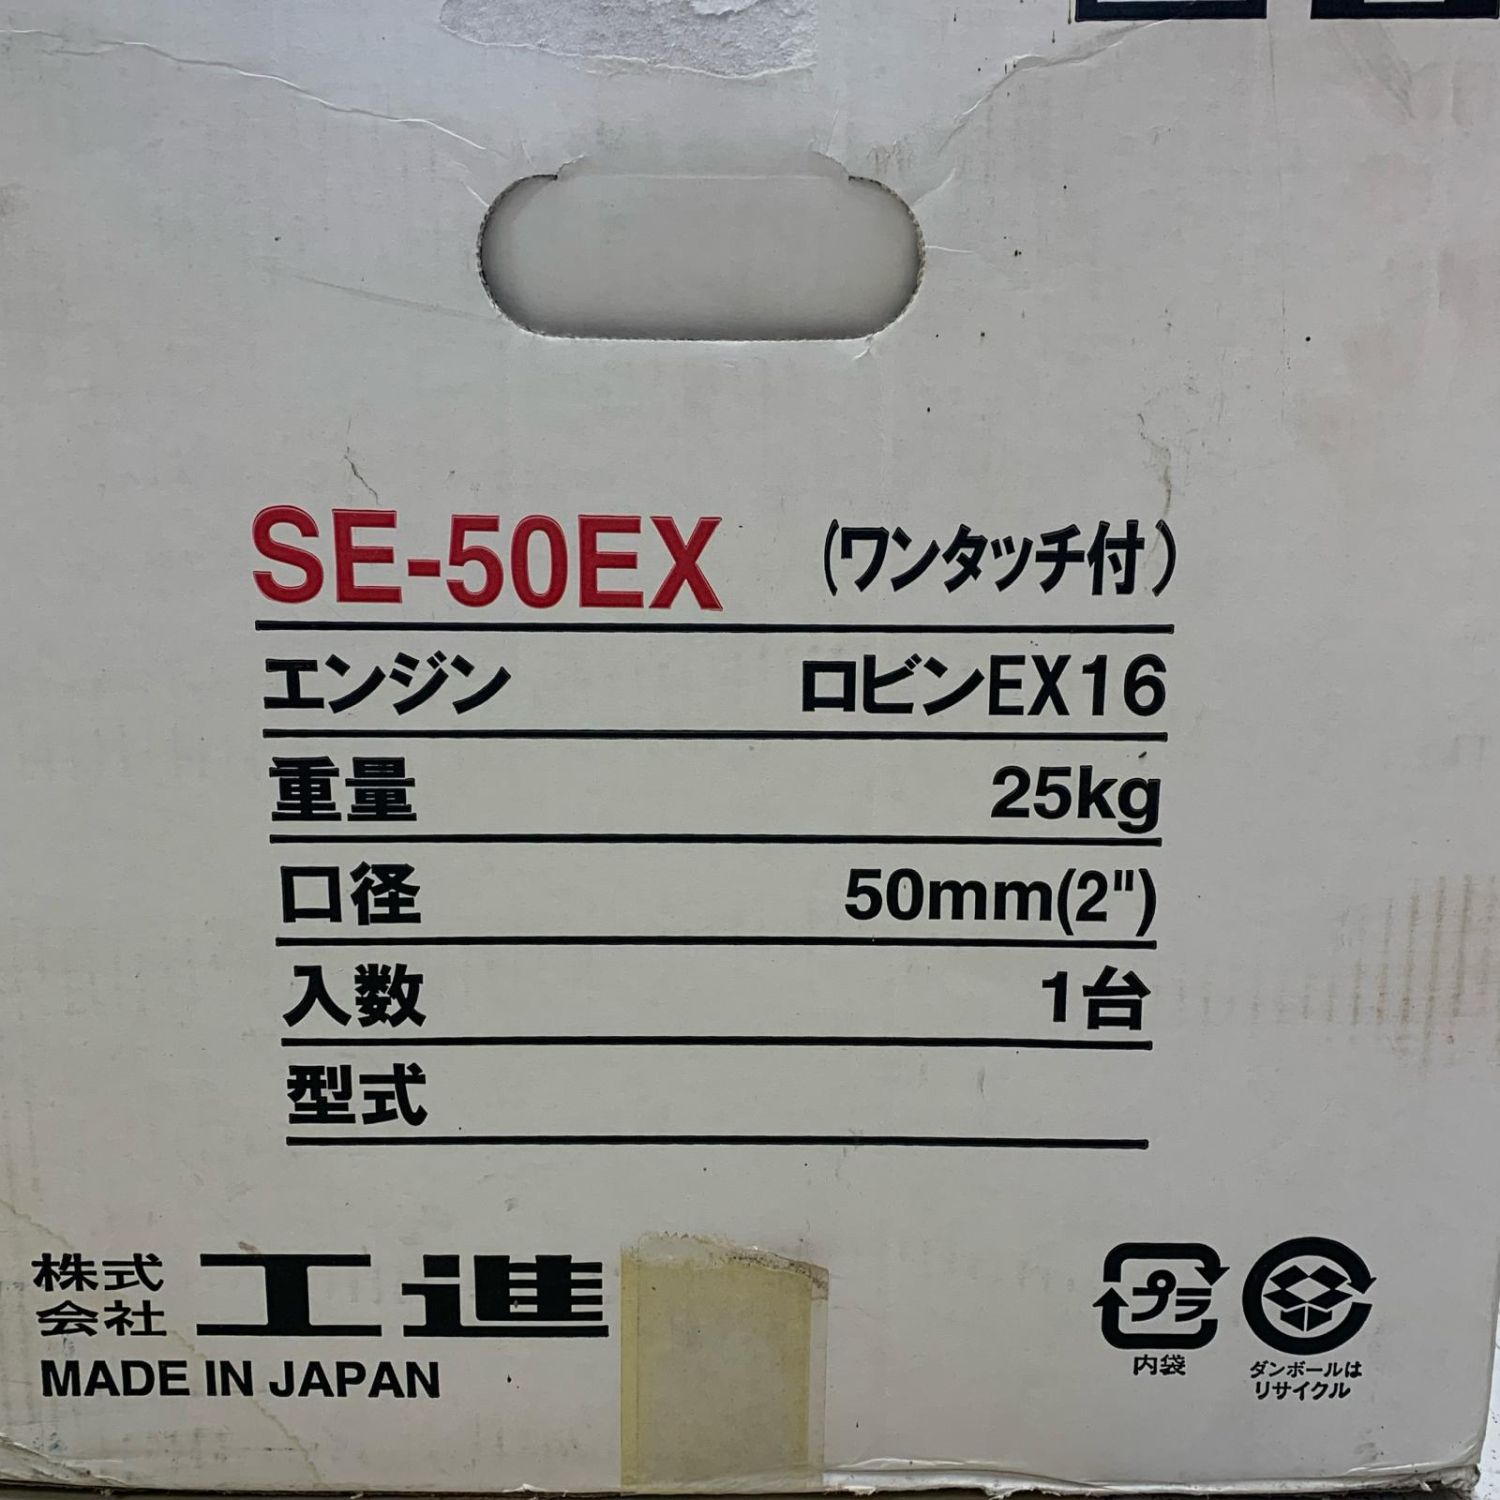 SE-50EX (ワンタッチ付)
エンジン ロビンEX16
重量 25kg
口径 50mm(2")
入数 1台
型式
株式会社 工進
MADE IN JAPAN
プラ
内袋
ダンボールは
リサイクル